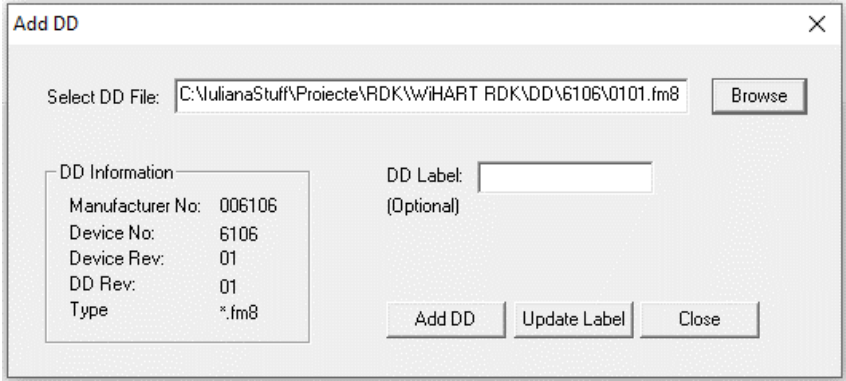 Add DD
Select DD File: C:\IulianaStuff\Proiecte\RDK\WiHART RDK\DD\6106\0101.fm8 Browse
DD Information
Manufacturer No: 006106
Device No: 6106
Device Rev: 01
DD Rev: 01
Type *.fm8
DD Label:
(Optional)
Add DD Update Label Close